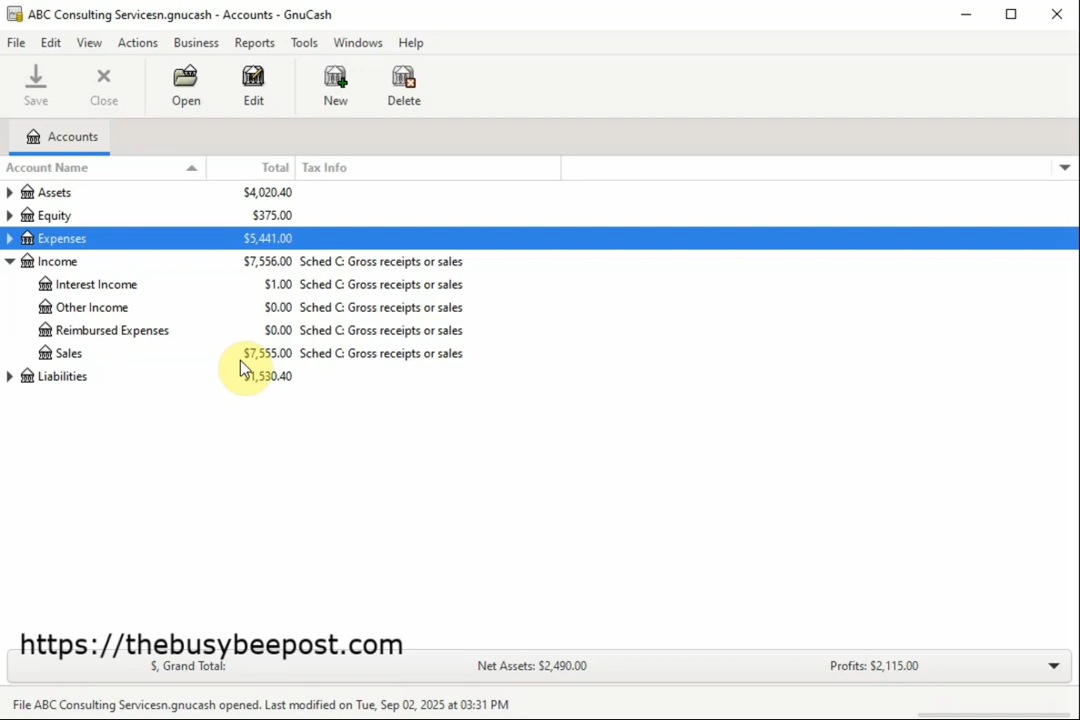 ABC Consulting Servicesn.gnucash - Accounts - GnuCash
File Edit View Actions Business Reports Tools Windows Help
Save Close Open Edit New Delete
Accounts
Account Name Total Tax Info
Assets $4,020.40
Equity $375.00
Expenses $5,441.00
Income $7,556.00 Sched C: Gross receipts or sales
Interest Income $1.00 Sched C: Gross receipts or sales
Other Income $0.00 Sched C: Gross receipts or sales
Reimbursed Expenses $0.00 Sched C: Gross receipts or sales
Sales $7,555.00 Sched C: Gross receipts or sales
Liabilities $1,530.40
https://thebusybeepost.com
$, Grand Total: Net Assets: $2,490.00 Profits: $2,115.00
File ABC Consulting Servicesn.gnucash opened. Last modified on Tue, Sep 02, 2025 at 03:31 PM